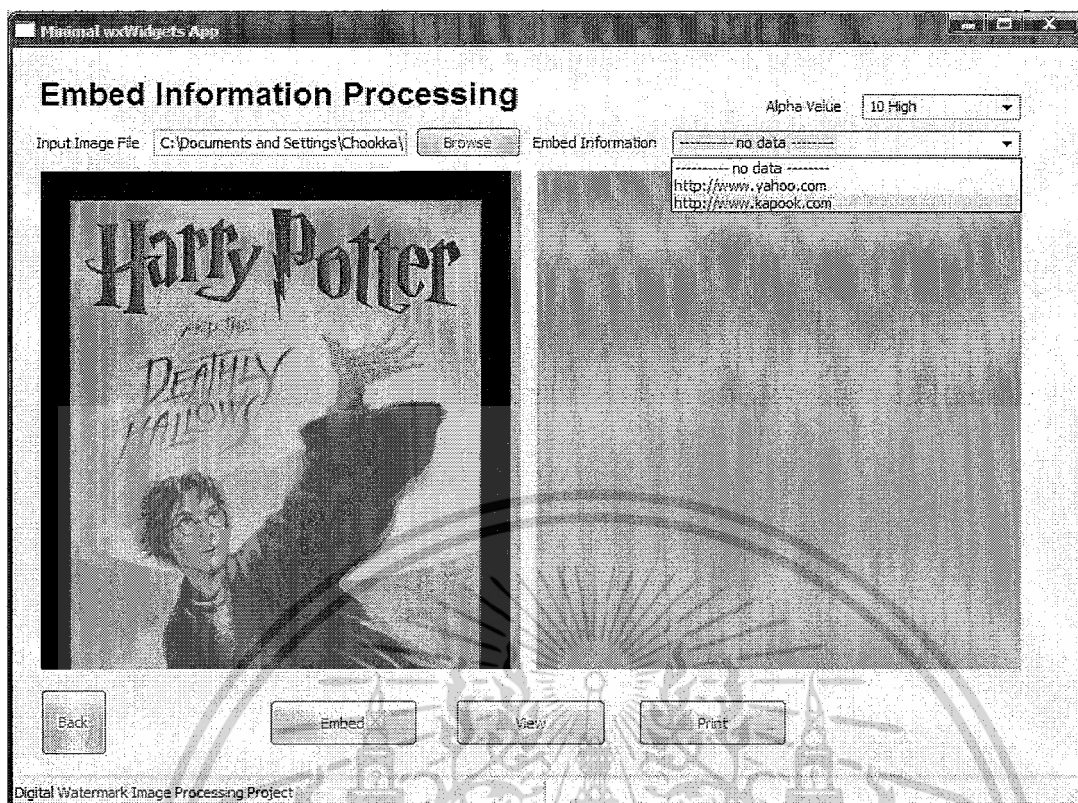 Minimal wxWidgets App
Embed Information Processing
Alpha Value 10 High
Input Image File C:\Documents and Settings\Chookka\ Browse Embed Information ---------- no data --------
---------- no data --------
http://www.yahoo.com
http://www.kapook.com
Harry Potter
AND THE
DEATHLY
HALLOWS
Back Embed View Print
Digital Watermark Image Processing Project